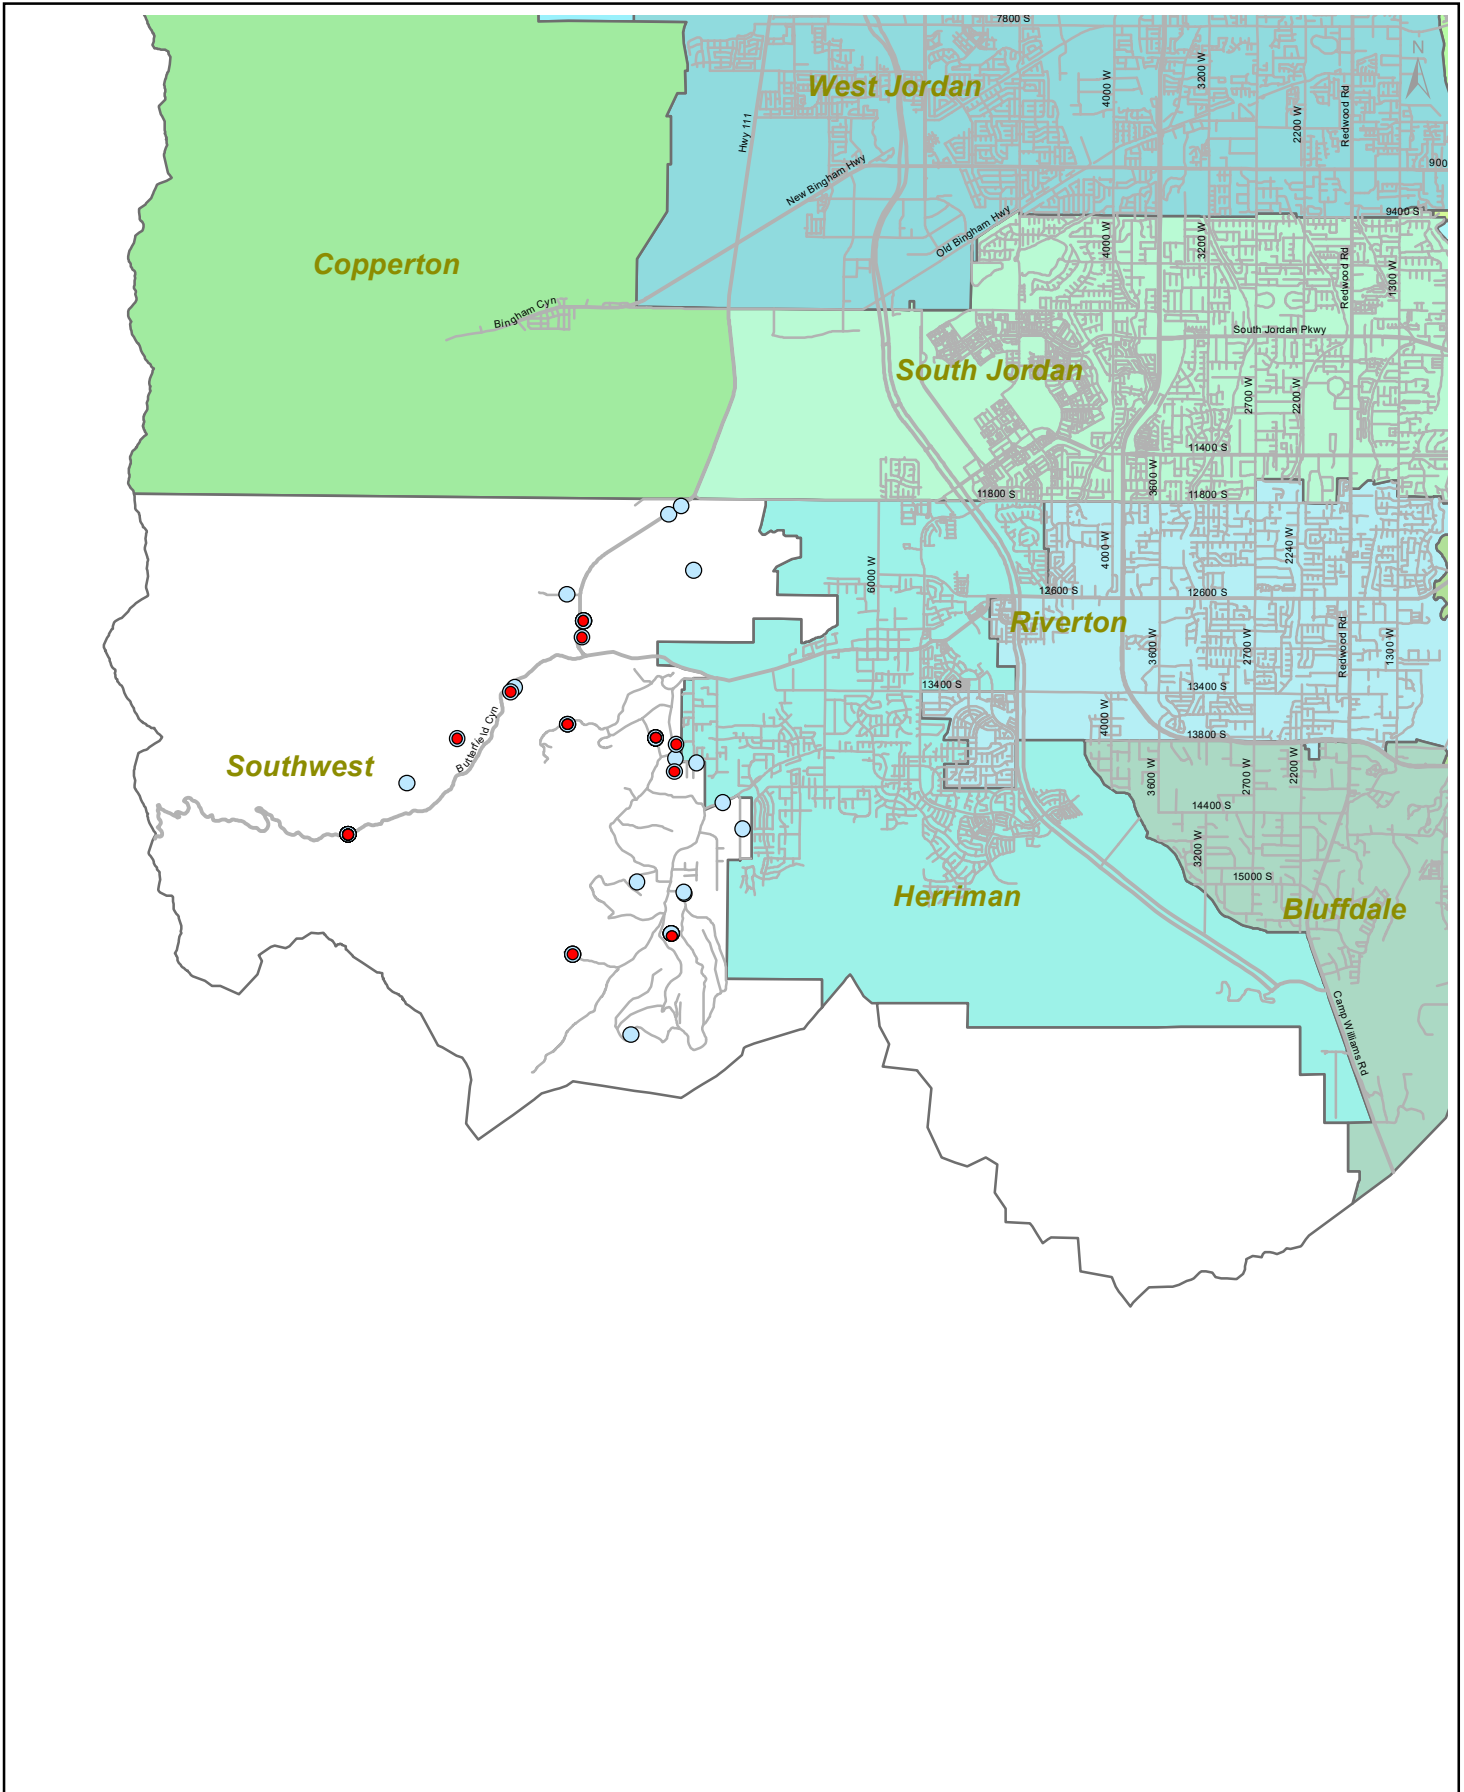 7800 S
N
West Jordan
4000 W
3200 W
2200 W
Redwood Rd
Hwy 111
New Bingham Hwy
900
9400 S
Old Bingham Hwy
4000 W
3200 W
Redwood Rd
1300 W
Copperton
Bingham Cyn
South Jordan Pkwy
South Jordan
2700 W
2200 W
11400 S
3600 W
11800 S
11800 S
4000 W
2240 W
6000 W
12600 S
12600 S
Riverton
3600 W
2700 W
Redwood Rd
1300 W
13400 S
13400 S
4000 W
13800 S
Butterfield Cyn
Southwest
3600 W
2700 W
2200 W
14400 S
3200 W
15000 S
Herriman
Bluffdale
Camp Williams Rd